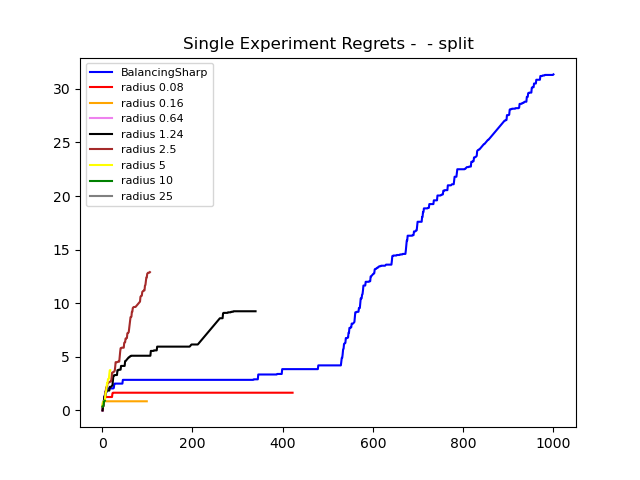 Single Experiment Regrets -  - split
BalancingSharp
radius 0.08
radius 0.16
radius 0.64
radius 1.24
radius 2.5
radius 5
radius 10
radius 25
30
25
20
15
10
5
0
0 200 400 600 800 1000